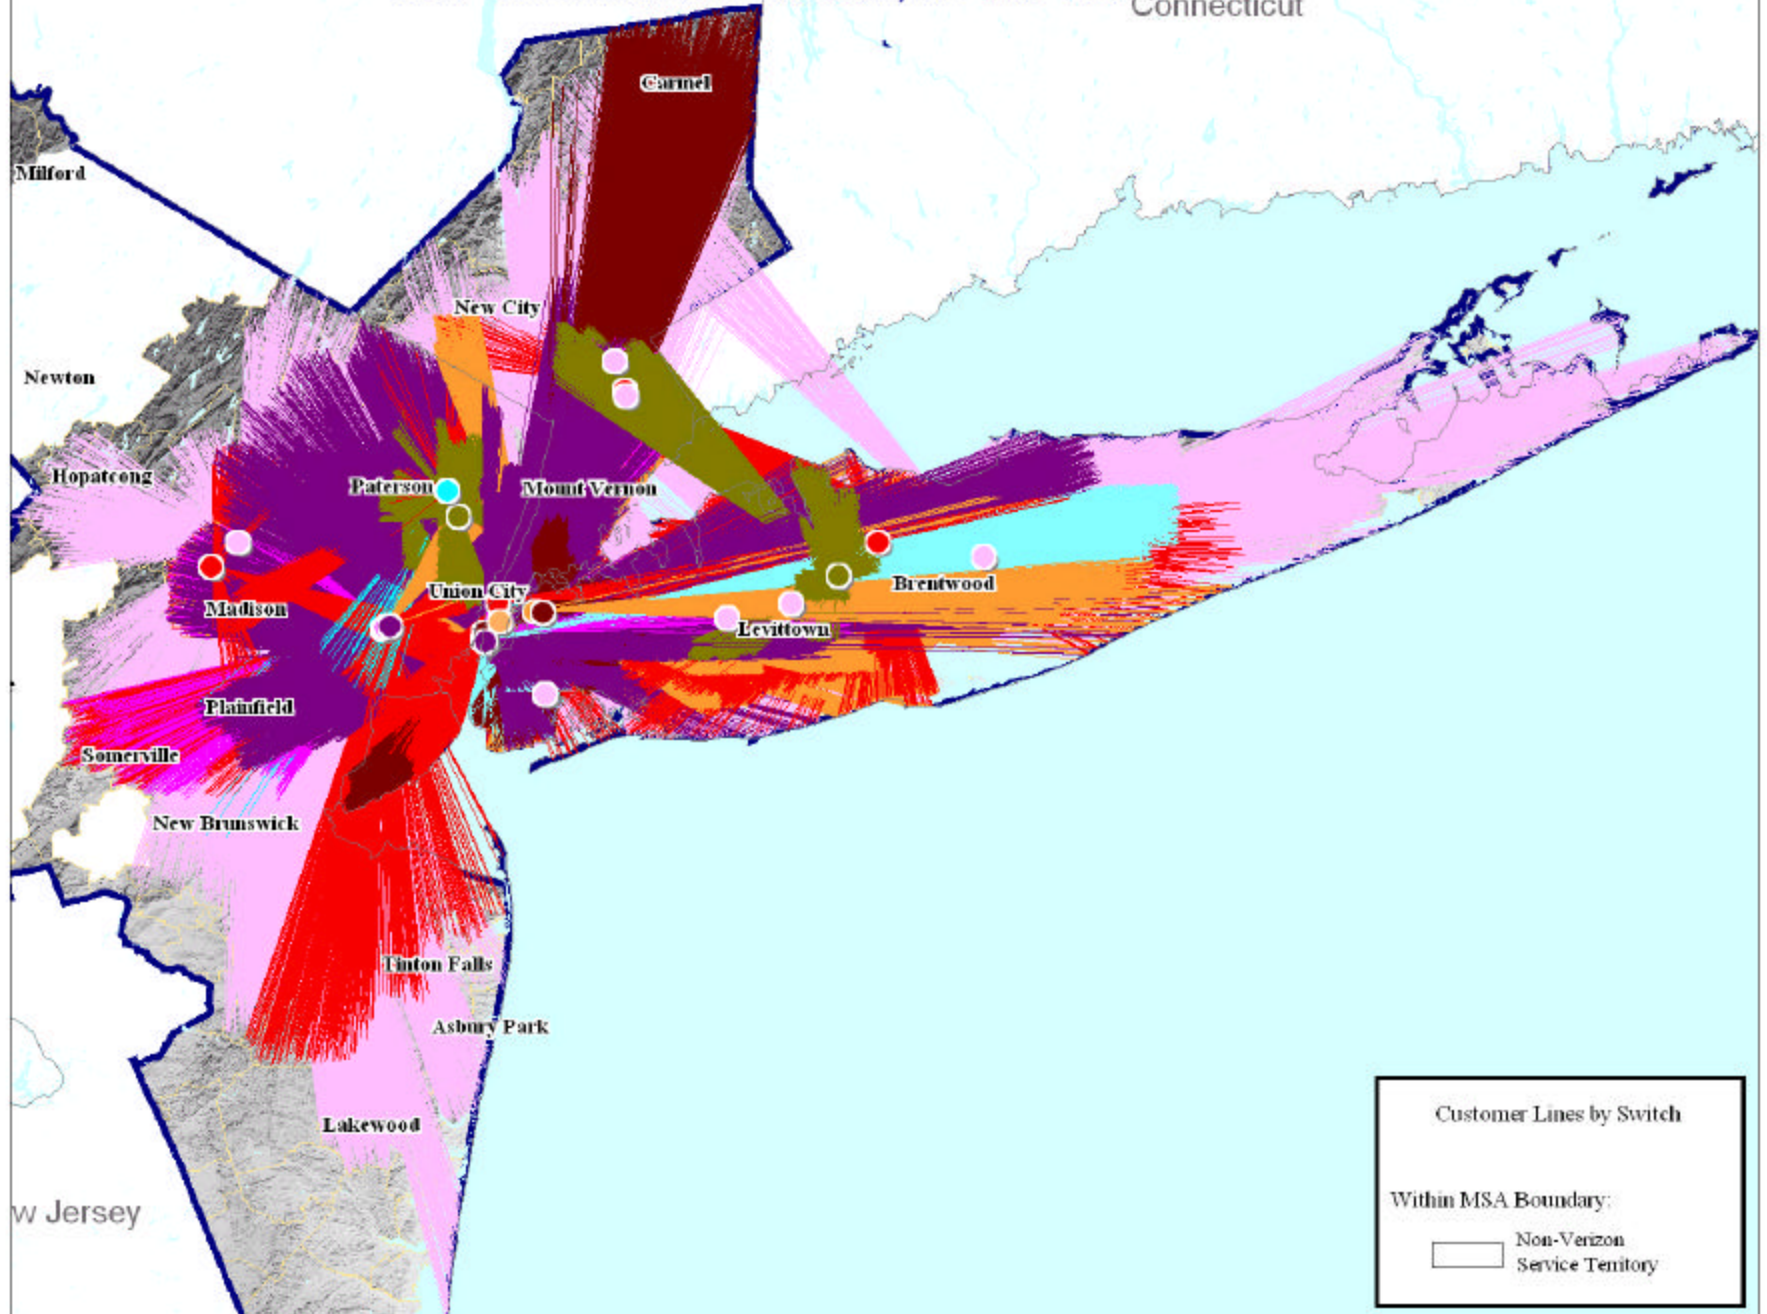 Connecticut
Carmel
Milford
New City
Newton
Hopatcong
Paterson
Mount Vernon
Union City
Brentwood
Madison
Levittown
Plainfield
Somerville
New Brunswick
Tinton Falls
Asbury Park
Lakewood
w Jersey
Customer Lines by Switch
Within MSA Boundary:
Non-Verizon
Service Territory